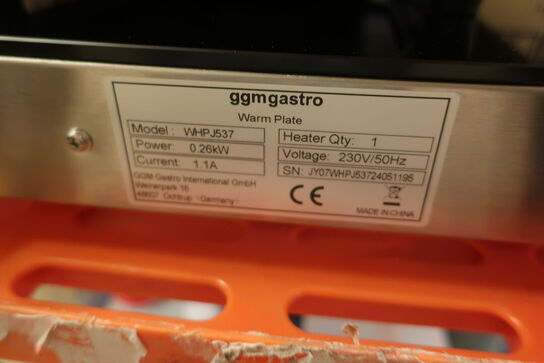 ggmgastro
Warm Plate
Model : WHPJ537
Heater Qty: 1
Power: 0.26kW
Voltage: 230V/50Hz
Current: 1.1A
SN: JY07WHPJ53724051195
GGM Gastro International GmbH
Weinerpark 16
48607 Ochtrup (Germany)
CE
MADE IN CHINA